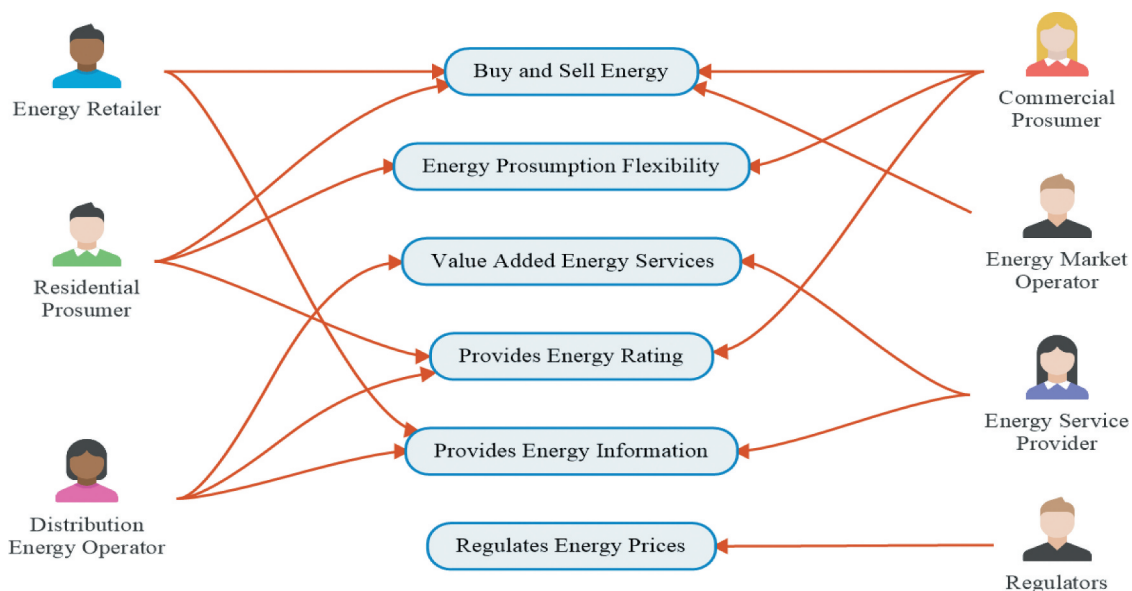 Buy and Sell Energy
Energy Retailer
Commercial
Prosumer
Energy Prosumption Flexibility
Residential
Prosumer
Value Added Energy Services
Energy Market
Operator
Provides Energy Rating
Energy Service
Provider
Provides Energy Information
Distribution
Energy Operator
Regulates Energy Prices
Regulators